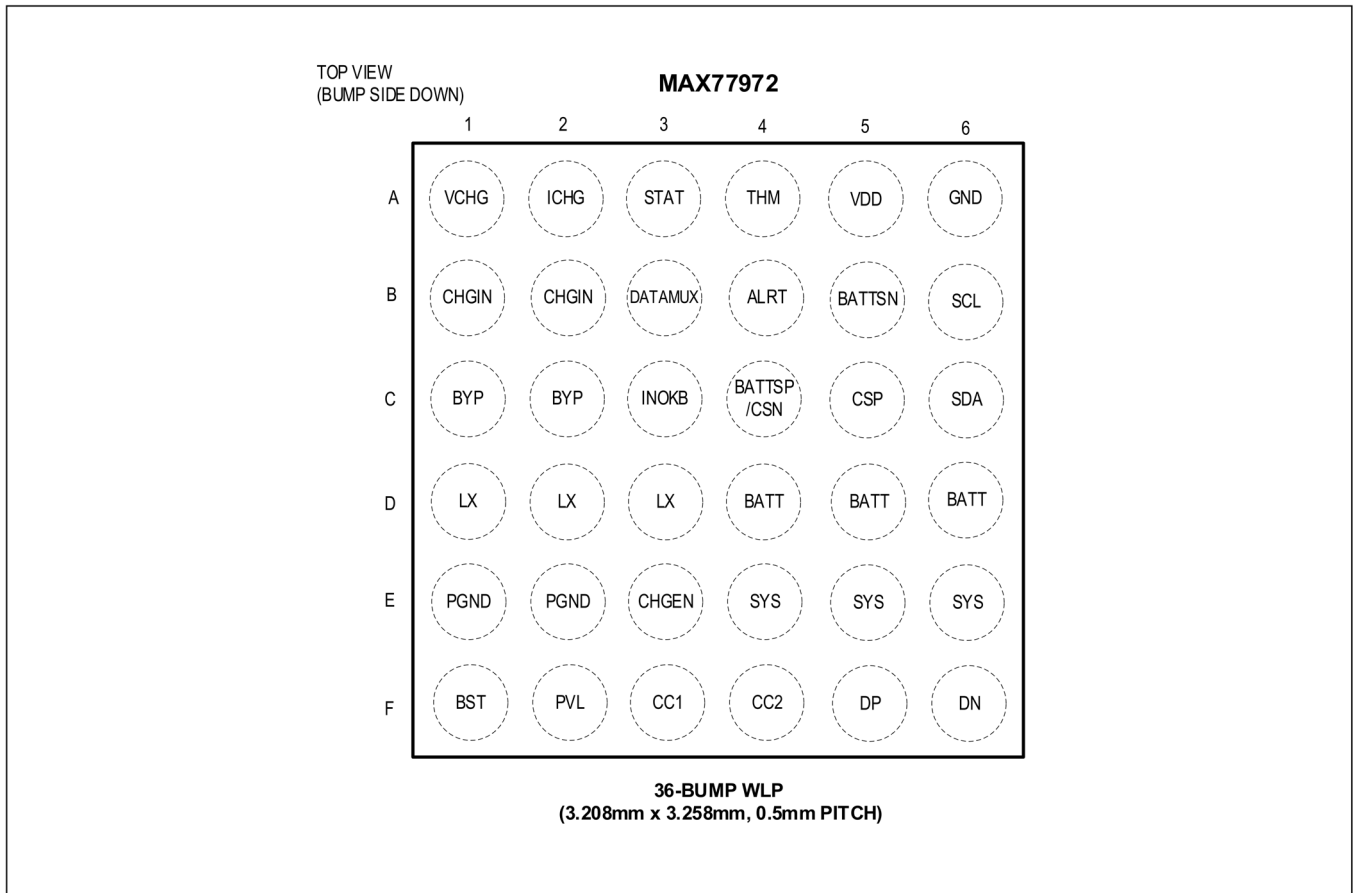 TOP VIEW
(BUMP SIDE DOWN)
MAX77972
1 2 3 4 5 6
A VCHG ICHG STAT THM VDD GND
B CHGIN CHGIN DATAMUX ALRT BATTSN SCL
C BYP BYP INOKB BATTSP
/CSN CSP SDA
D LX LX LX BATT BATT BATT
E PGND PGND CHGEN SYS SYS SYS
F BST PVL CC1 CC2 DP DN
36-BUMP WLP
(3.208mm x 3.258mm, 0.5mm PITCH)